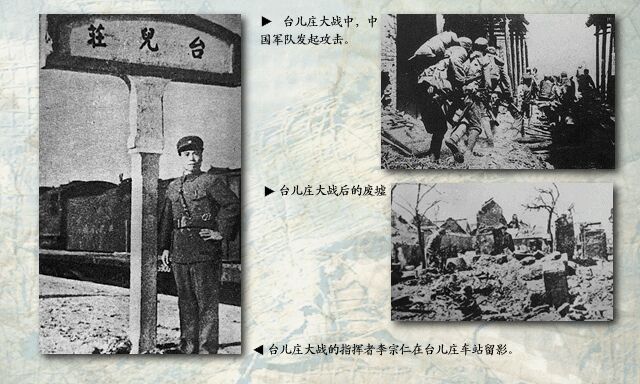 莊兒台
▶ 台儿庄大战中，中
国军队发起攻击。
▶ 台儿庄大战后的废墟
◀ 台儿庄大战的指挥者李宗仁在台儿庄车站留影。